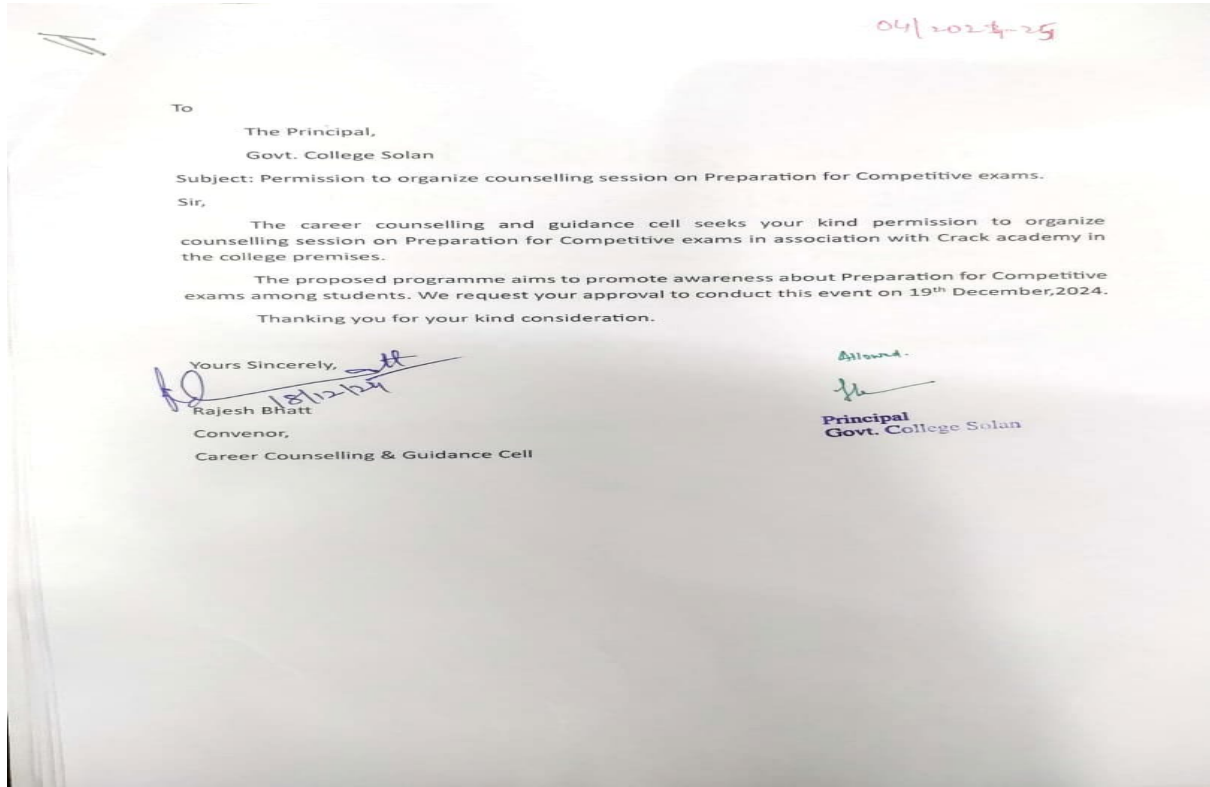 04/2024-25
To
The Principal,
Govt. College Solan
Subject: Permission to organize counselling session on Preparation for Competitive exams.
Sir,
The career counselling and guidance cell seeks your kind permission to organize
counselling session on Preparation for Competitive exams in association with Crack academy in
the college premises.
The proposed programme aims to promote awareness about Preparation for Competitive
exams among students. We request your approval to conduct this event on 19th December,2024.
Thanking you for your kind consideration.
Yours Sincerely,
18/12/24
Rajesh Bhatt
Convenor,
Career Counselling & Guidance Cell
Allowed.
Principal
Govt. College Solan